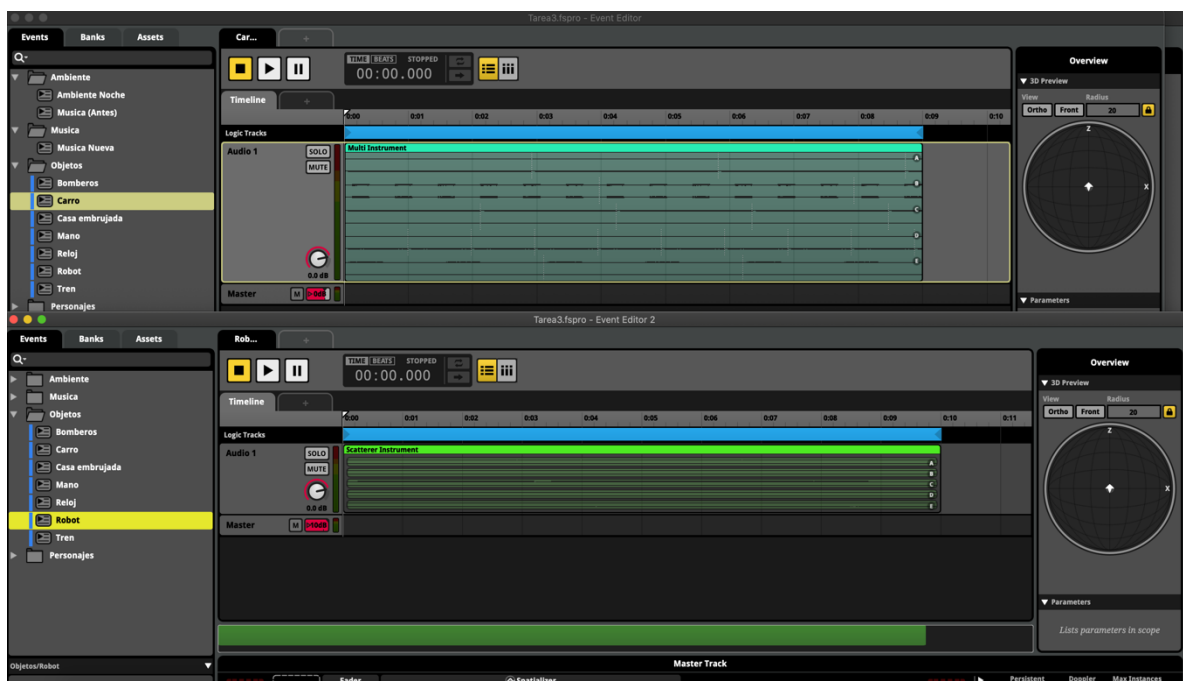 Tarea3.fspro - Event Editor
Events Banks Assets
Car... +
TIME BEATS STOPPED
00:00.000
Overview
3D Preview
View Radius
Ortho Front 20
Z
X
Parameters
Ambiente
Ambiente Noche
Musica (Antes)
Musica
Musica Nueva
Objetos
Bomberos
Carro
Casa embrujada
Mano
Reloj
Robot
Tren
Personajes
Timeline +
0:00 0:01 0:02 0:03 0:04 0:05 0:06 0:07 0:08 0:09 0:10
Logic Tracks
Audio 1 SOLO
MUTE
0.0 dB
Multi Instrument
A
B
C
D
E
Master M
Tarea3.fspro - Event Editor 2
Events Banks Assets
Rob... +
TIME BEATS STOPPED
00:00.000
Overview
3D Preview
View Radius
Ortho Front 20
Z
X
Parameters
Lists parameters in scope
Ambiente
Musica
Objetos
Bomberos
Carro
Casa embrujada
Mano
Reloj
Robot
Tren
Personajes
Timeline +
0:00 0:01 0:02 0:03 0:04 0:05 0:06 0:07 0:08 0:09 0:10 0:11
Logic Tracks
Audio 1 SOLO
MUTE
0.0 dB
Scatterer Instrument
A
B
C
D
E
Master M >10dB
Objetos/Robot
Master Track
Fader Spatializer Persistent Doppler Max Instances